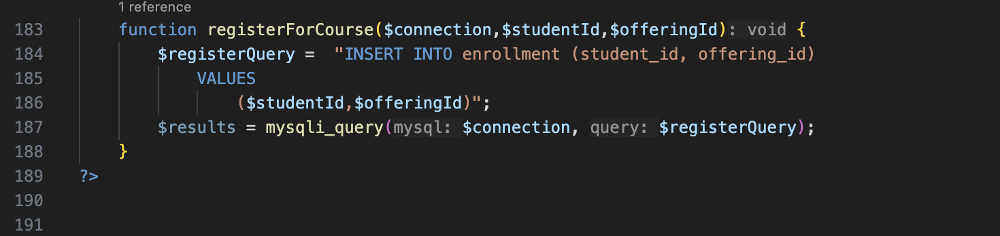 1 reference
183 function registerForCourse($connection,$studentId,$offeringId): void {
184 $registerQuery = "INSERT INTO enrollment (student_id, offering_id)
185 VALUES
186 ($studentId,$offeringId)";
187 $results = mysqli_query(mysql: $connection, query: $registerQuery);
188 }
189 ?>
190
191